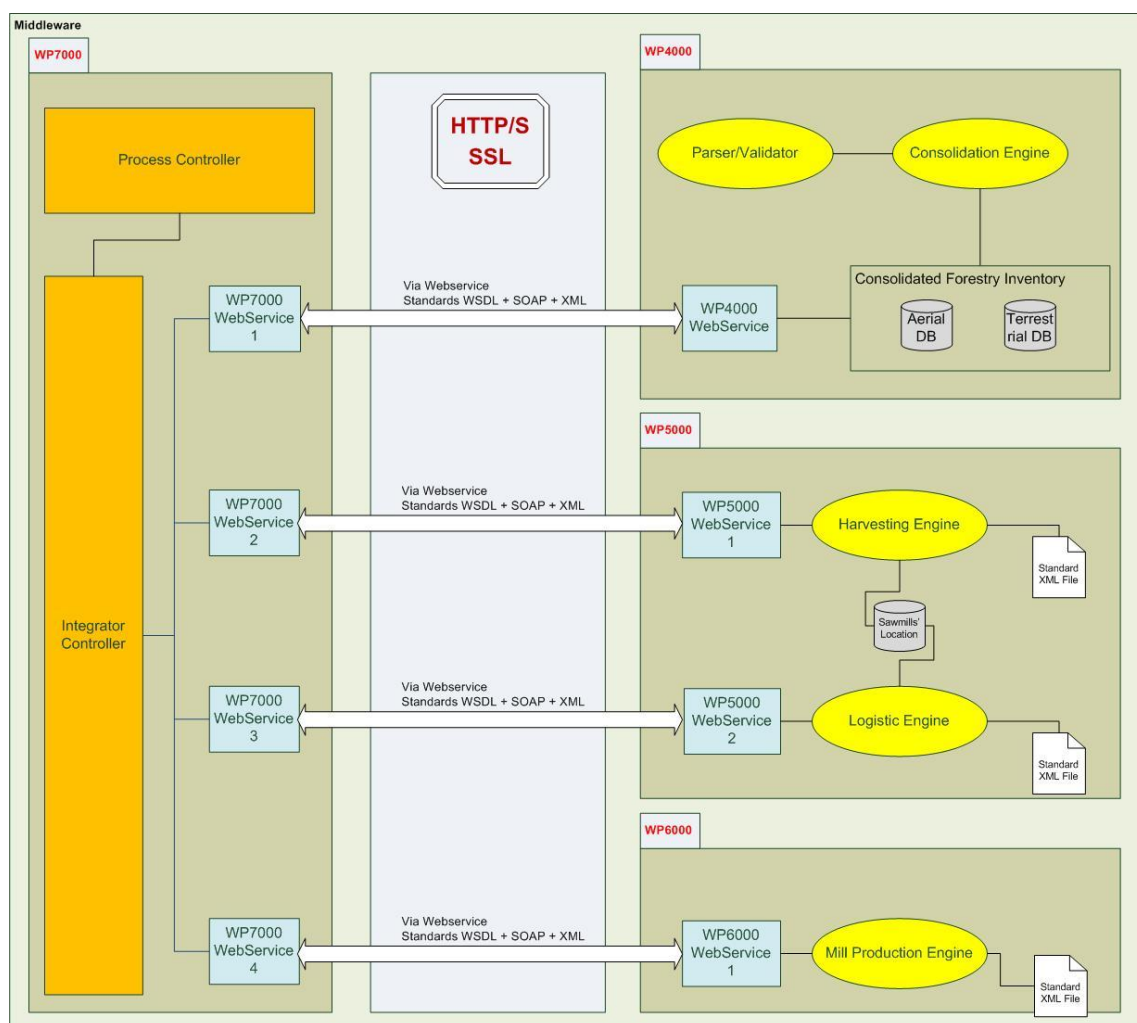 Middleware
WP7000
Process Controller
Integrator
Controller
WP7000
WebService
1
WP7000
WebService
2
WP7000
WebService
3
WP7000
WebService
4
HTTP/S
SSL
Via Webservice
Standards WSDL + SOAP + XML
Via Webservice
Standards WSDL + SOAP + XML
Via Webservice
Standards WSDL + SOAP + XML
Via Webservice
Standards WSDL + SOAP + XML
WP4000
Parser/Validator
Consolidation Engine
Consolidated Forestry Inventory
Aerial
DB
Terrest
rial DB
WP4000
WebService
WP5000
WP5000
WebService
1
Harvesting Engine
Standard
XML File
Sawmills'
Location
WP5000
WebService
2
Logistic Engine
Standard
XML File
WP6000
WP6000
WebService
1
Mill Production Engine
Standard
XML File